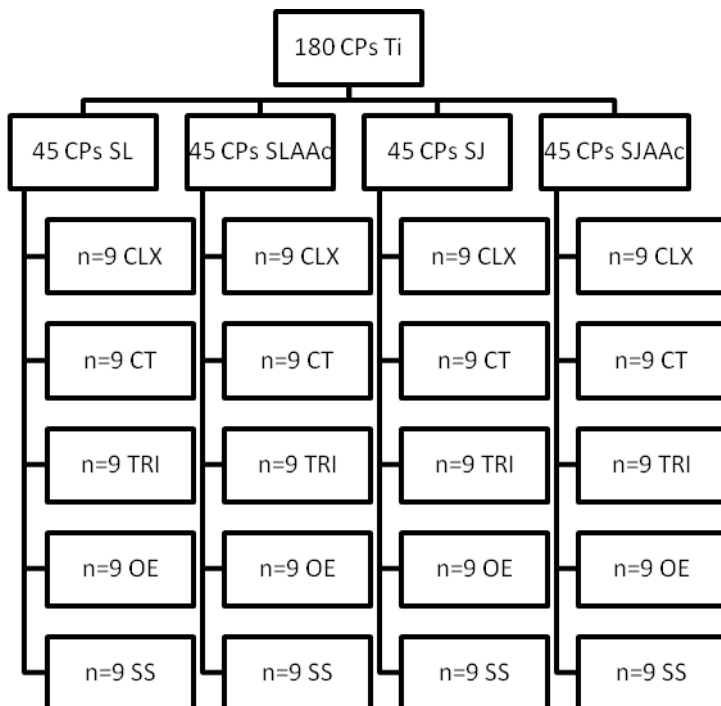 180 CPs Ti
45 CPs SL
45 CPs SLAAc
45 CPs SJ
45 CPs SJAAc
n=9 CLX
n=9 CLX
n=9 CLX
n=9 CLX
n=9 CT
n=9 CT
n=9 CT
n=9 CT
n=9 TRI
n=9 TRI
n=9 TRI
n=9 TRI
n=9 OE
n=9 OE
n=9 OE
n=9 OE
n=9 SS
n=9 SS
n=9 SS
n=9 SS